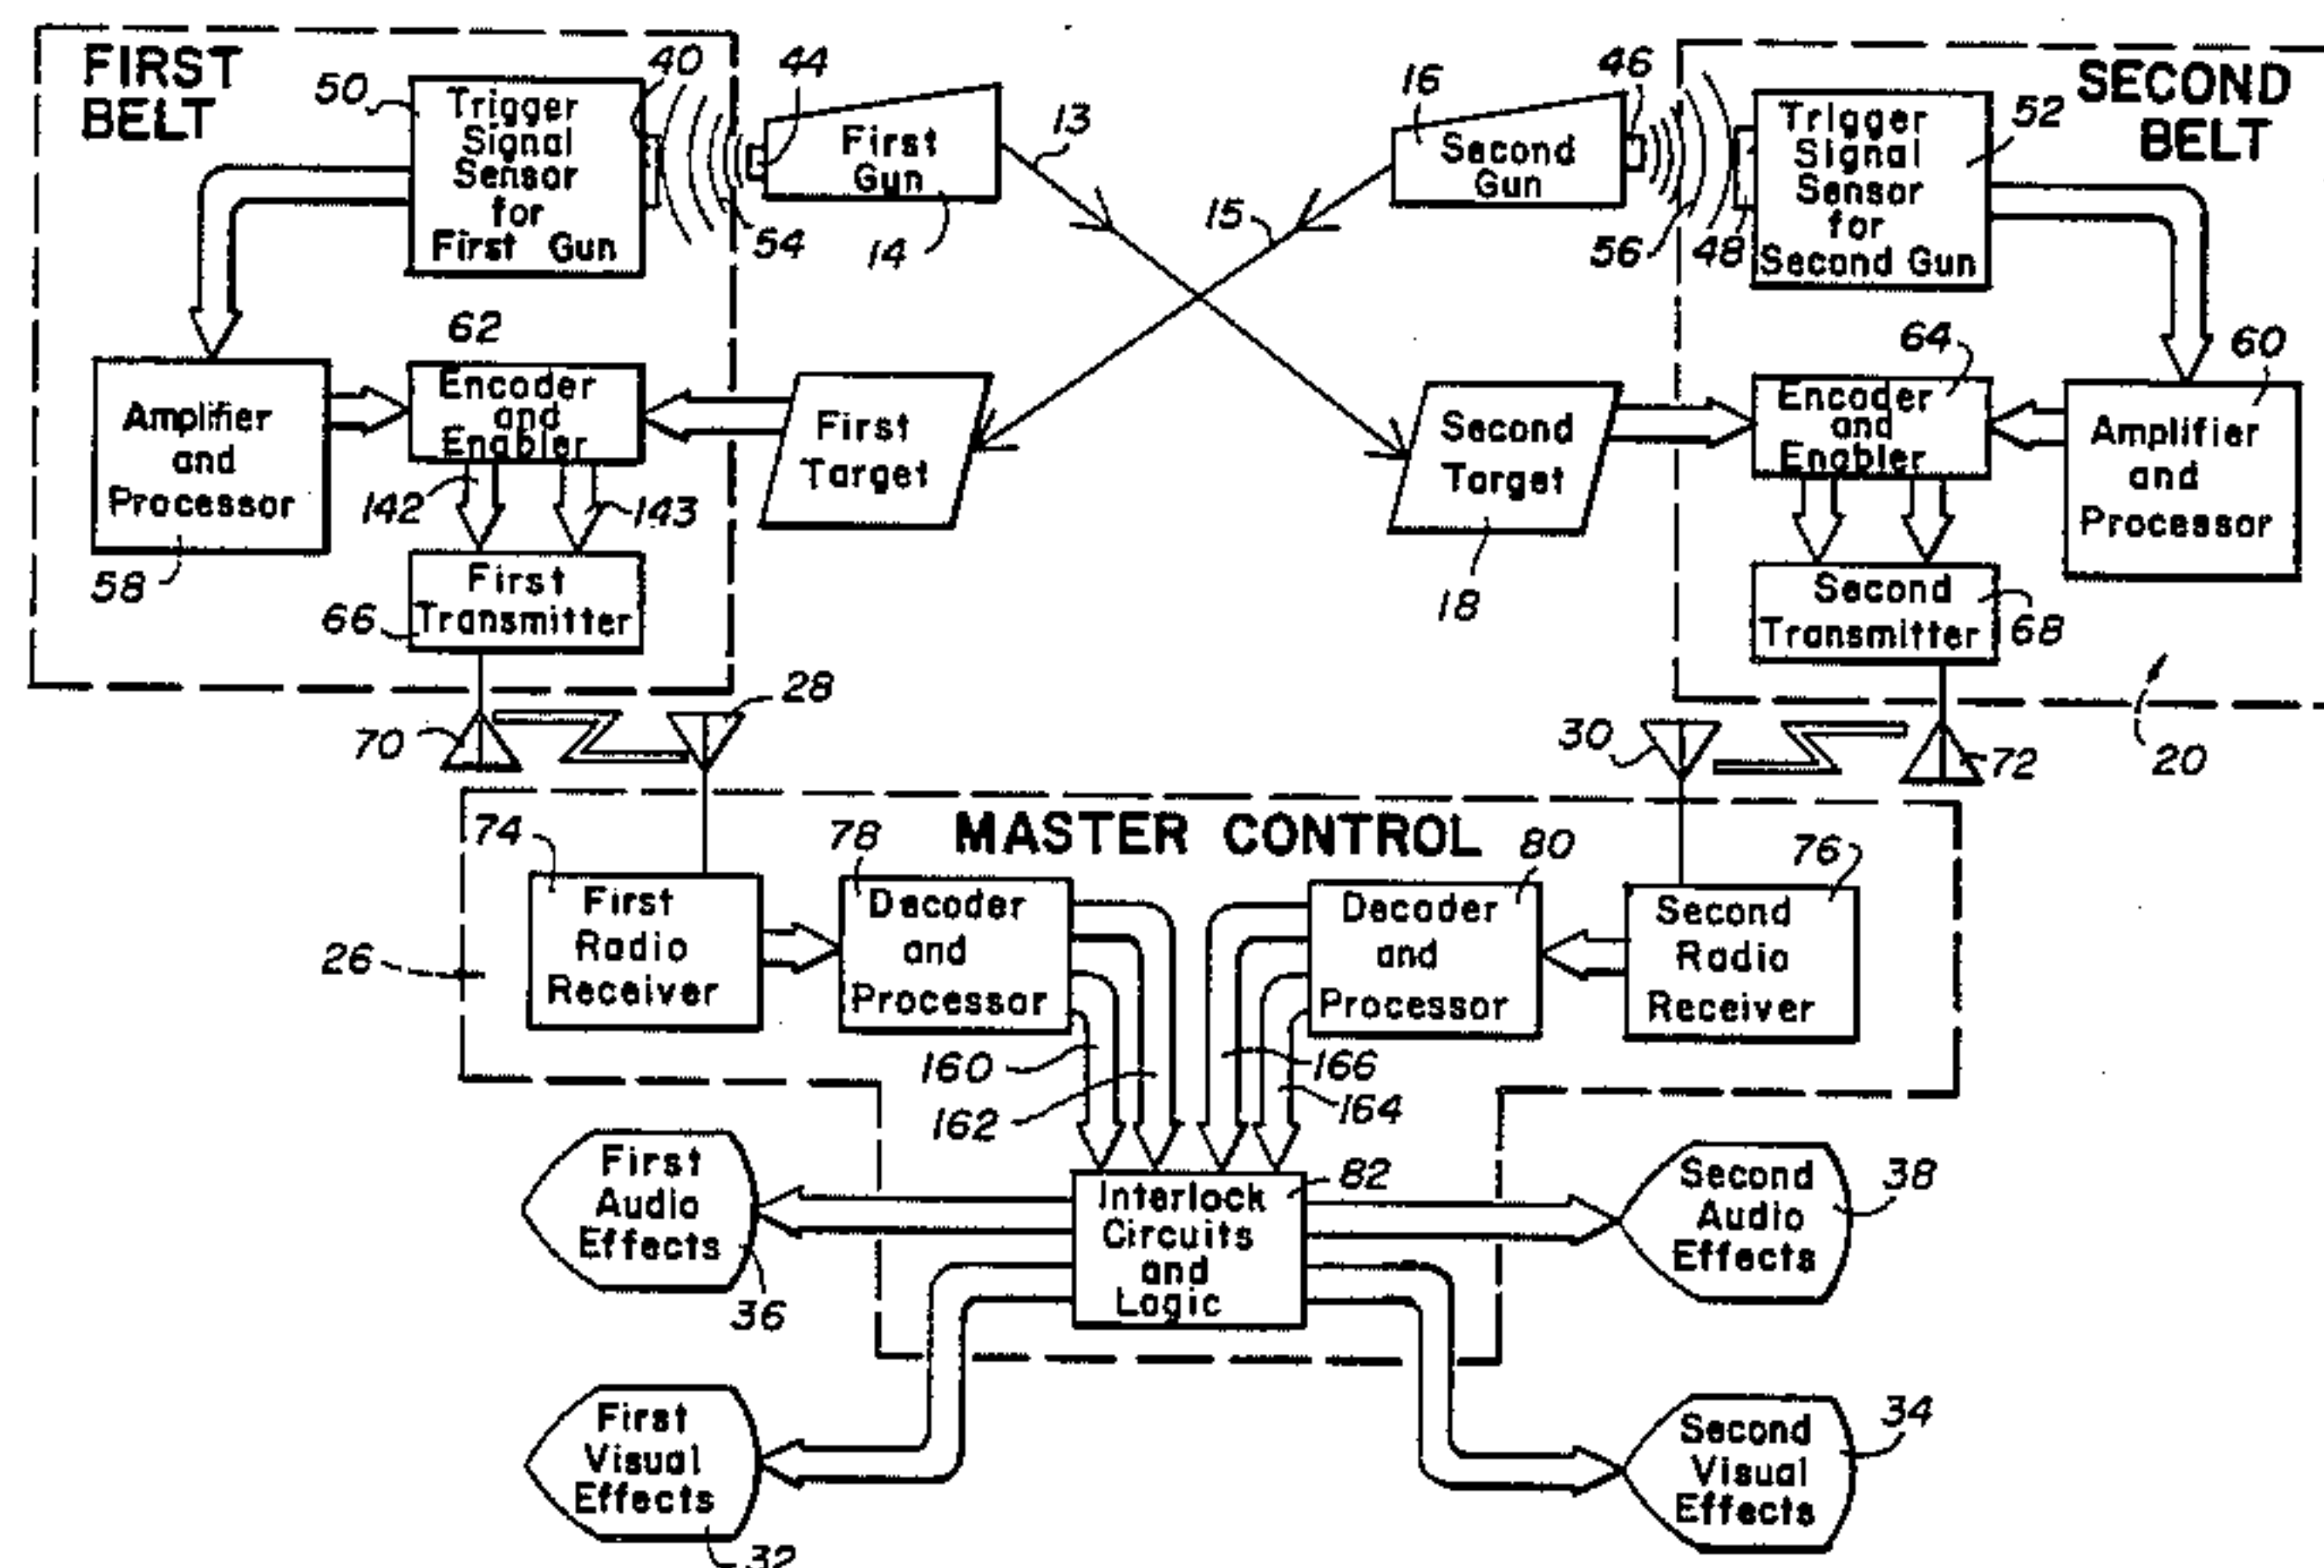 FIRST
BELT
50
Trigger
Signal
Sensor
for
First Gun
40
44
First
Gun
13
54
14
16
46
Second
Gun
15
56
48
Trigger
Signal
Sensor
for
Second Gun
52
SECOND
BELT
62
Amplifier
and
Processor
58
Encoder
and
Enabler
142
143
First
Target
First
Transmitter
66
Second
Target
18
64
Encoder
and
Enabler
60
Amplifier
and
Processor
Second
Transmitter
68
70
28
30
72
20
MASTER CONTROL
74
First
Radio
Receiver
26
78
Decoder
and
Processor
80
Decoder
and
Processor
76
Second
Radio
Receiver
160
162
166
164
First
Audio
Effects
36
Interlock
Circuits
and
Logic
82
Second
Audio
Effects
38
First
Visual
Effects
32
Second
Visual
Effects
34